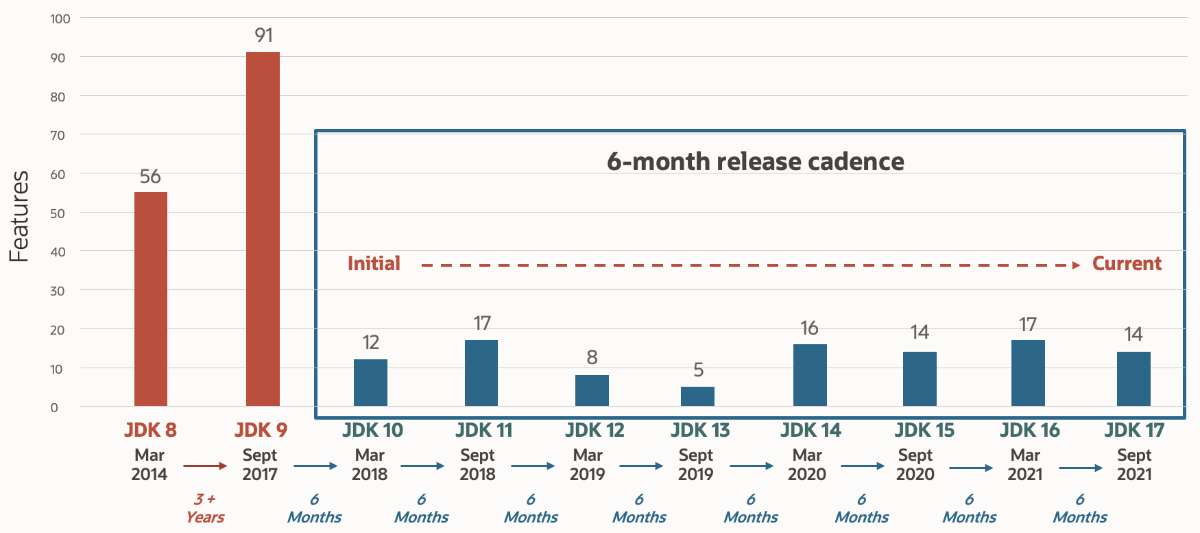 100
90
80
70
60
50
40
30
20
10
0
Features
56
91
6-month release cadence
Initial
Current
12
17
8
5
16
14
17
14
JDK 8
JDK 9
JDK 10
JDK 11
JDK 12
JDK 13
JDK 14
JDK 15
JDK 16
JDK 17
Mar
2014
Sept
2017
Mar
2018
Sept
2018
Mar
2019
Sept
2019
Mar
2020
Sept
2020
Mar
2021
Sept
2021
3 +
Years
6
Months
6
Months
6
Months
6
Months
6
Months
6
Months
6
Months
6
Months